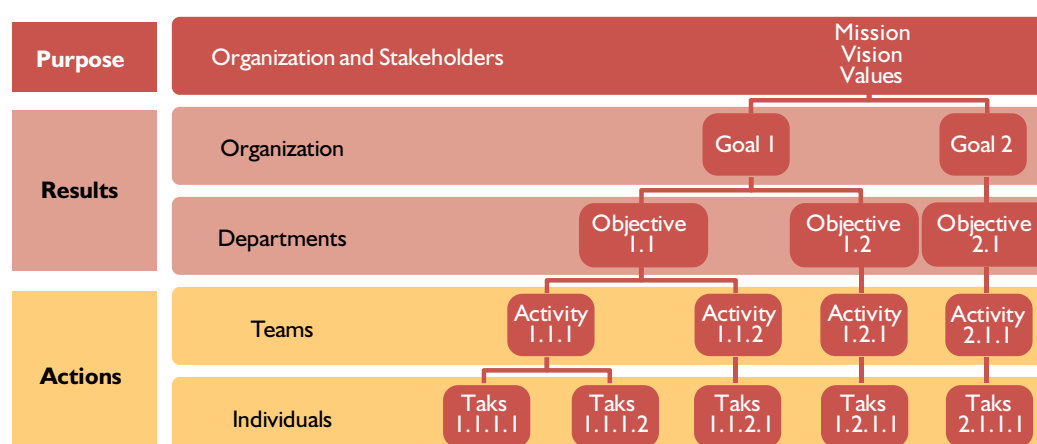 Purpose
Organization and Stakeholders
Mission
Vision
Values
Results
Organization
Goal 1
Goal 2
Departments
Objective
1.1
Objective
1.2
Objective
2.1
Actions
Teams
Activity
1.1.1
Activity
1.1.2
Activity
1.2.1
Activity
2.1.1
Individuals
Taks
1.1.1.1
Taks
1.1.1.2
Taks
1.1.2.1
Taks
1.2.1.1
Taks
2.1.1.1